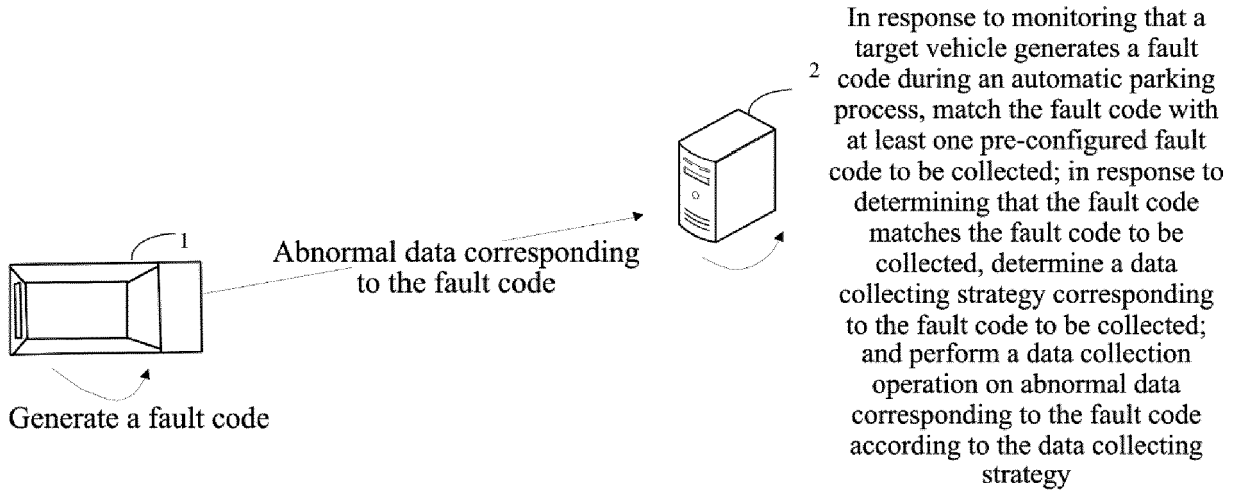 1
Generate a fault code
Abnormal data corresponding
to the fault code
2
In response to monitoring that a
target vehicle generates a fault
code during an automatic parking
process, match the fault code with
at least one pre-configured fault
code to be collected; in response to
determining that the fault code
matches the fault code to be
collected, determine a data
collecting strategy corresponding
to the fault code to be collected;
and perform a data collection
operation on abnormal data
corresponding to the fault code
according to the data collecting
strategy